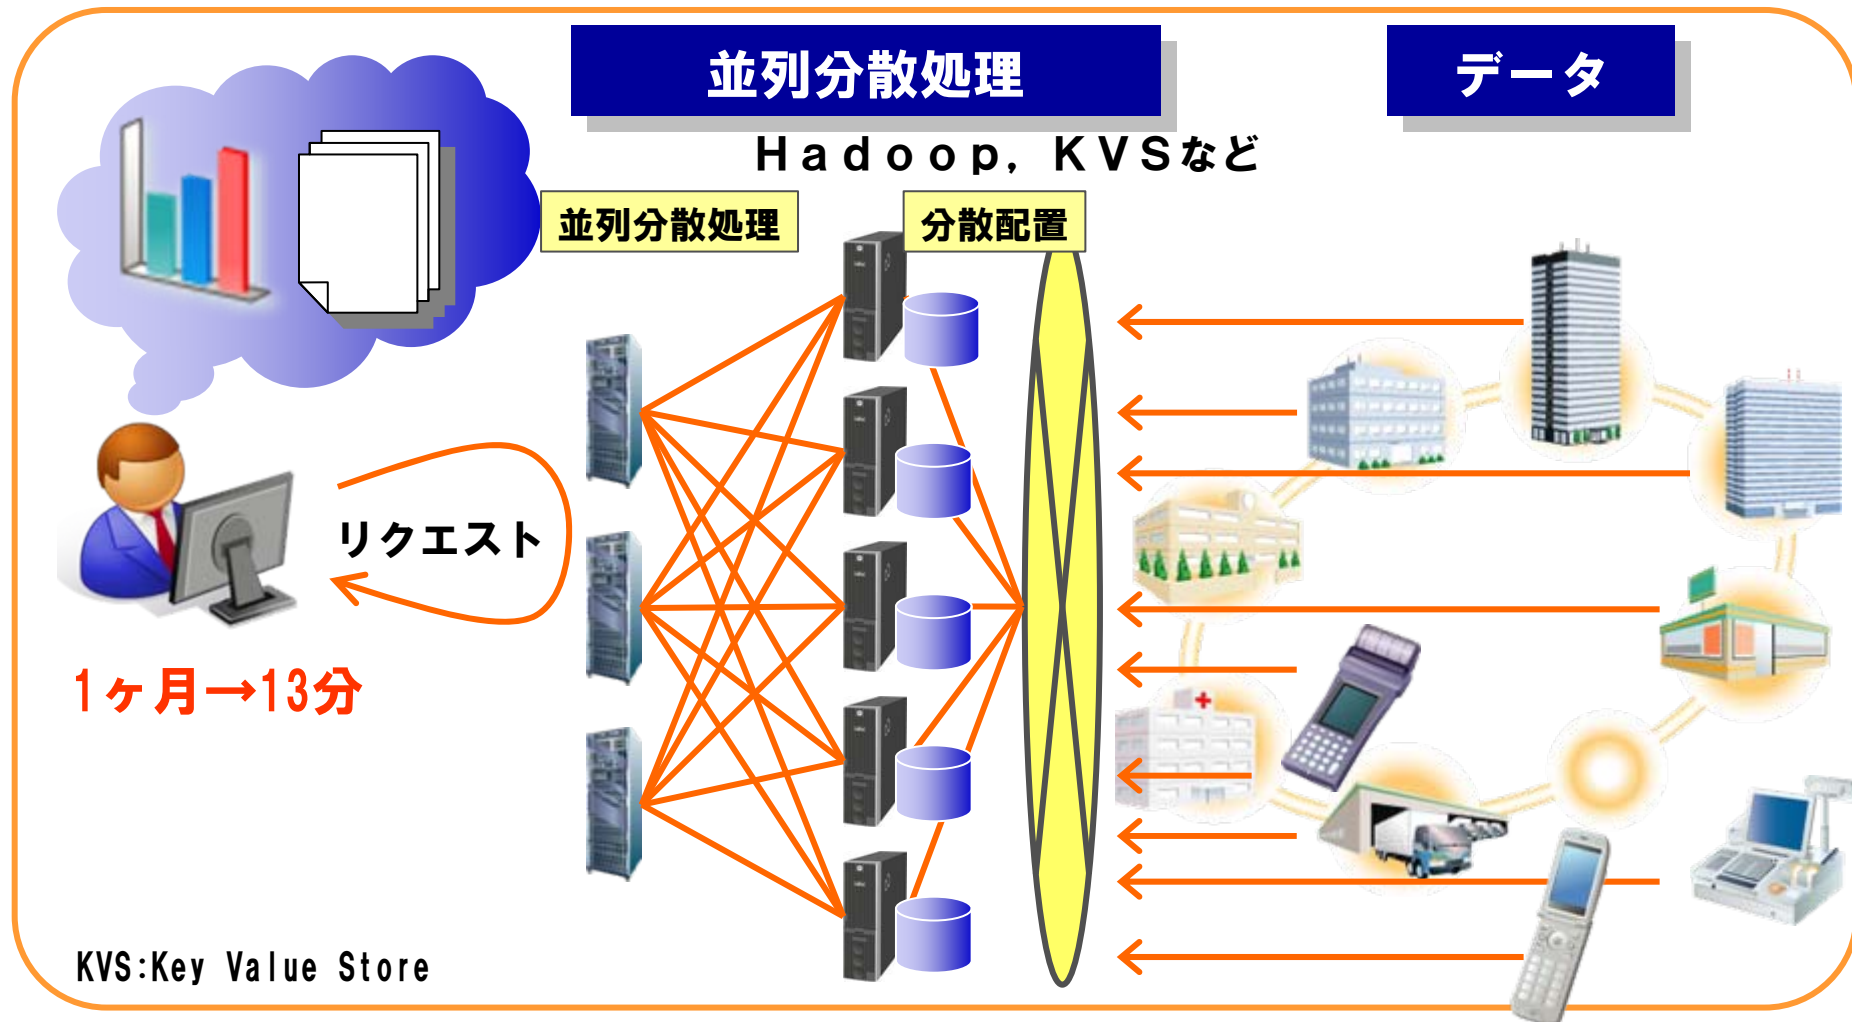 並列分散処理
データ
Hadoop, KVSなど
並列分散処理
分散配置
リクエスト
1ヶ月→13分
KVS:Key Value Store